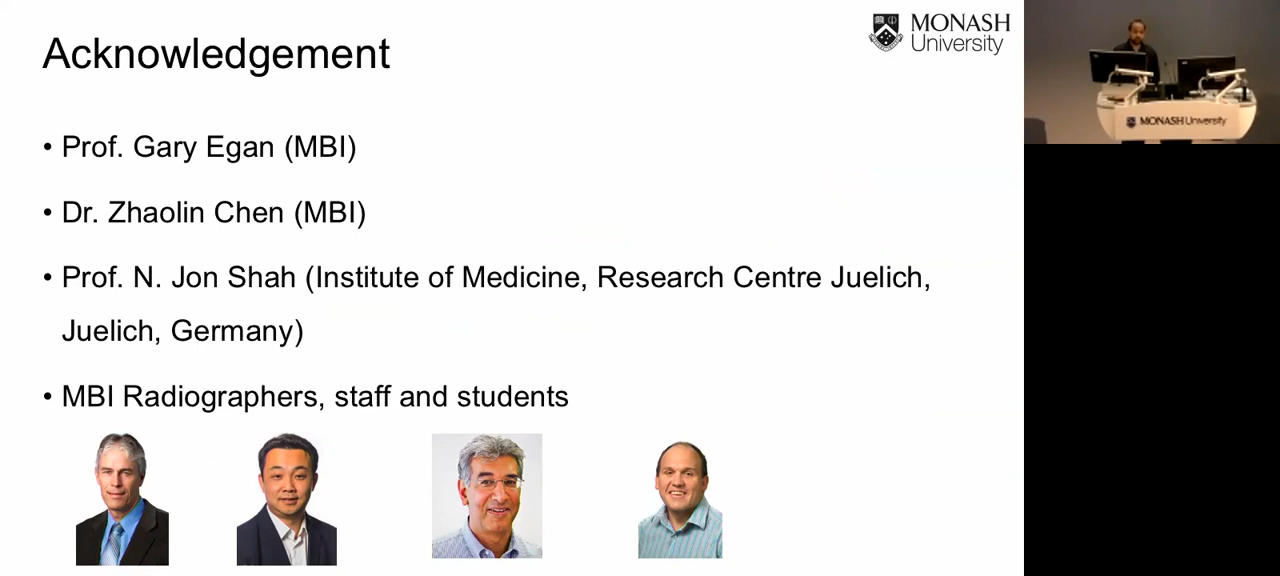 Acknowledgement
MONASH
University
• Prof. Gary Egan (MBI)
• Dr. Zhaolin Chen (MBI)
• Prof. N. Jon Shah (Institute of Medicine, Research Centre Juelich,
Juelich, Germany)
• MBI Radiographers, staff and students
MONASH University